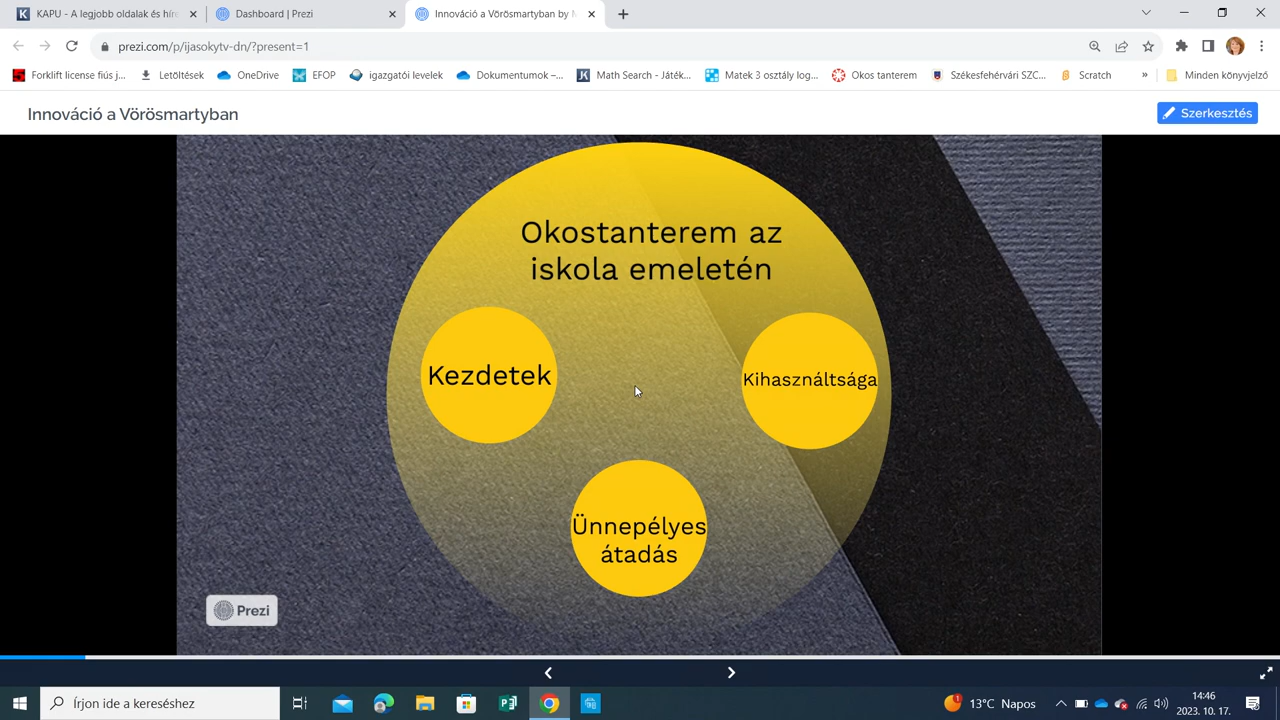 KAPU - A legjobb oldalak és híre
Dashboard | Prezi
Innováció a Vörösmartyban by M
prezi.com/p/ijasokytv-dn/?present=1
Forklift license fiús j...
Letöltések
OneDrive
EFOP
igazgatói levelek
Dokumentumok –...
Math Search - Játék...
Matek 3 osztály log...
Okos tanterem
Székesfehérvári SZC...
Scratch
»
Minden könyvjelző
Innováció a Vörösmartyban
Szerkesztés
Okostanterem az
iskola emeletén
Kezdetek
Kihasználtsága
Ünnepélyes
átadás
Prezi
Írjon ide a kereséshez
1
13°C Napos
14:46
2023. 10. 17.